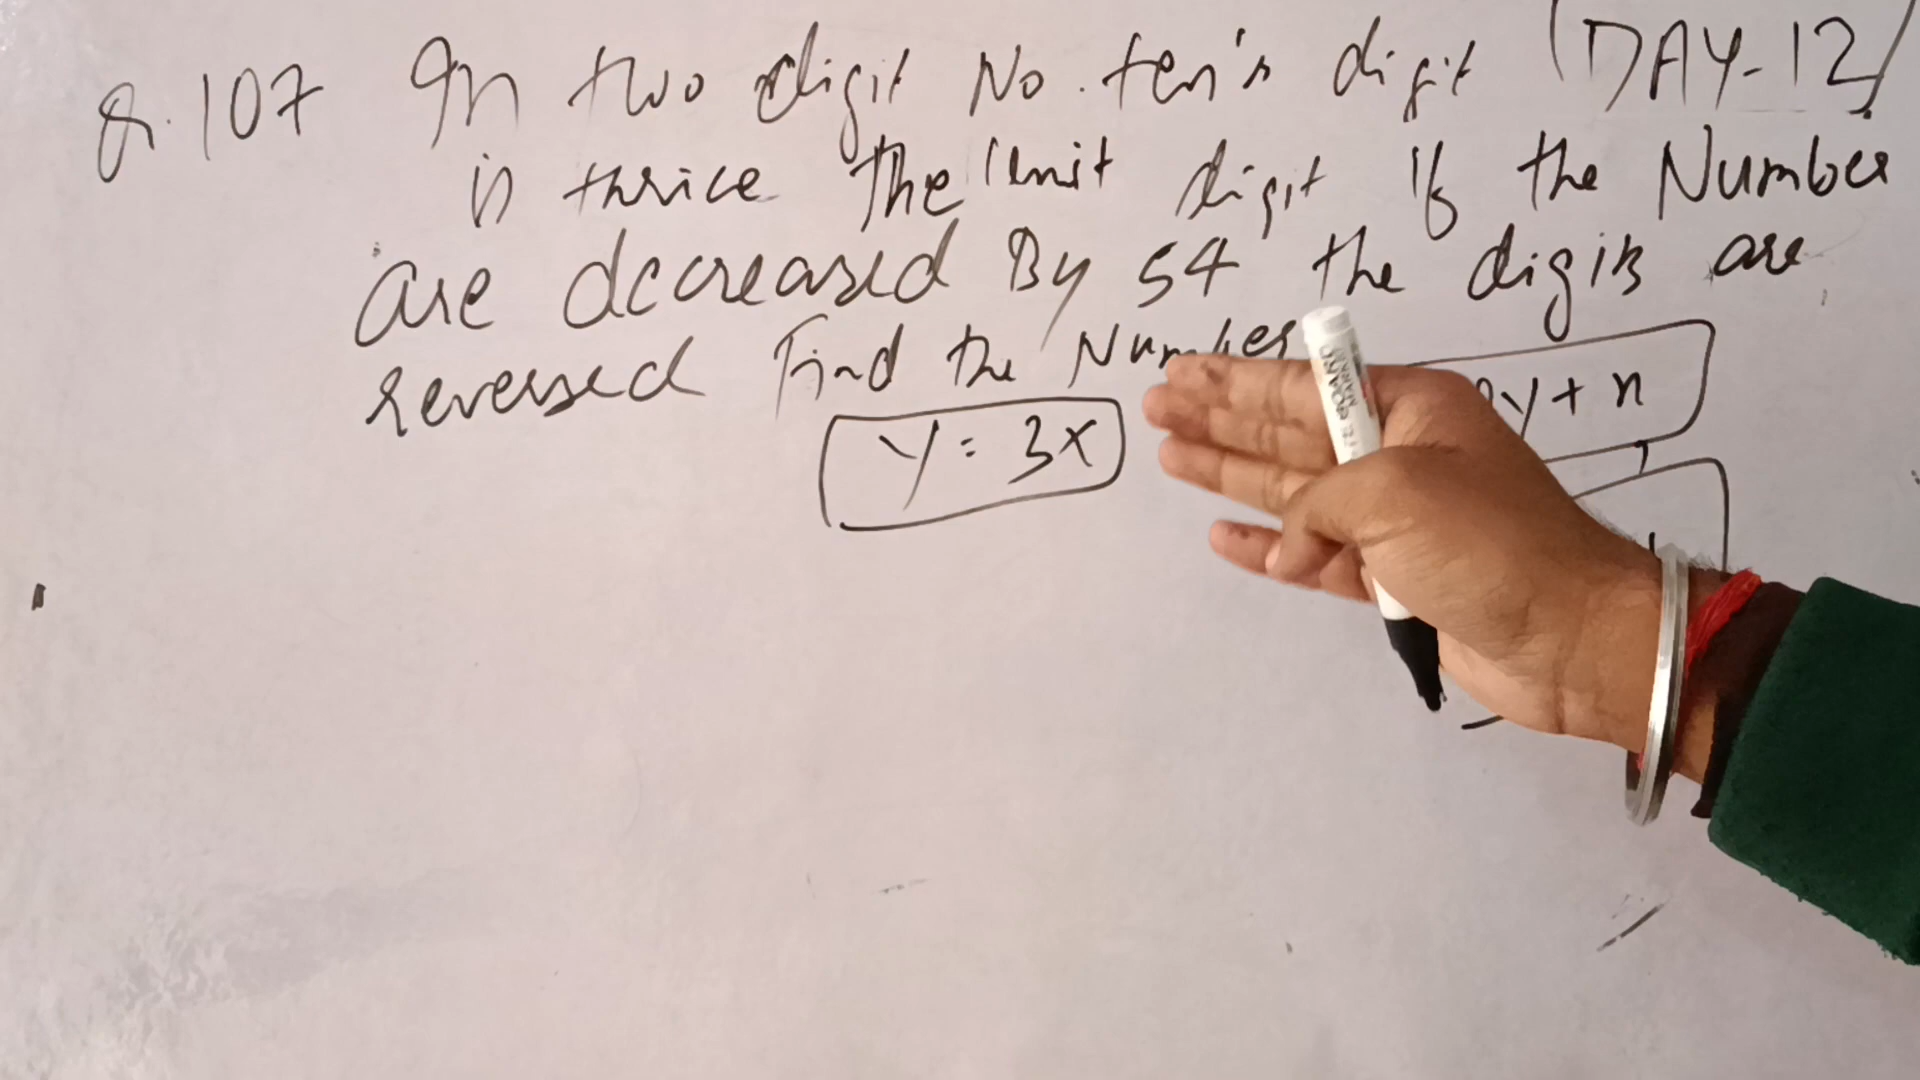 Q.107 In two digit No. ten's digit (DAY-12)
is thrice the Unit digit If the Number
are decreased By 54 the digits are
reversed Find the Number
y = 3x
y + x